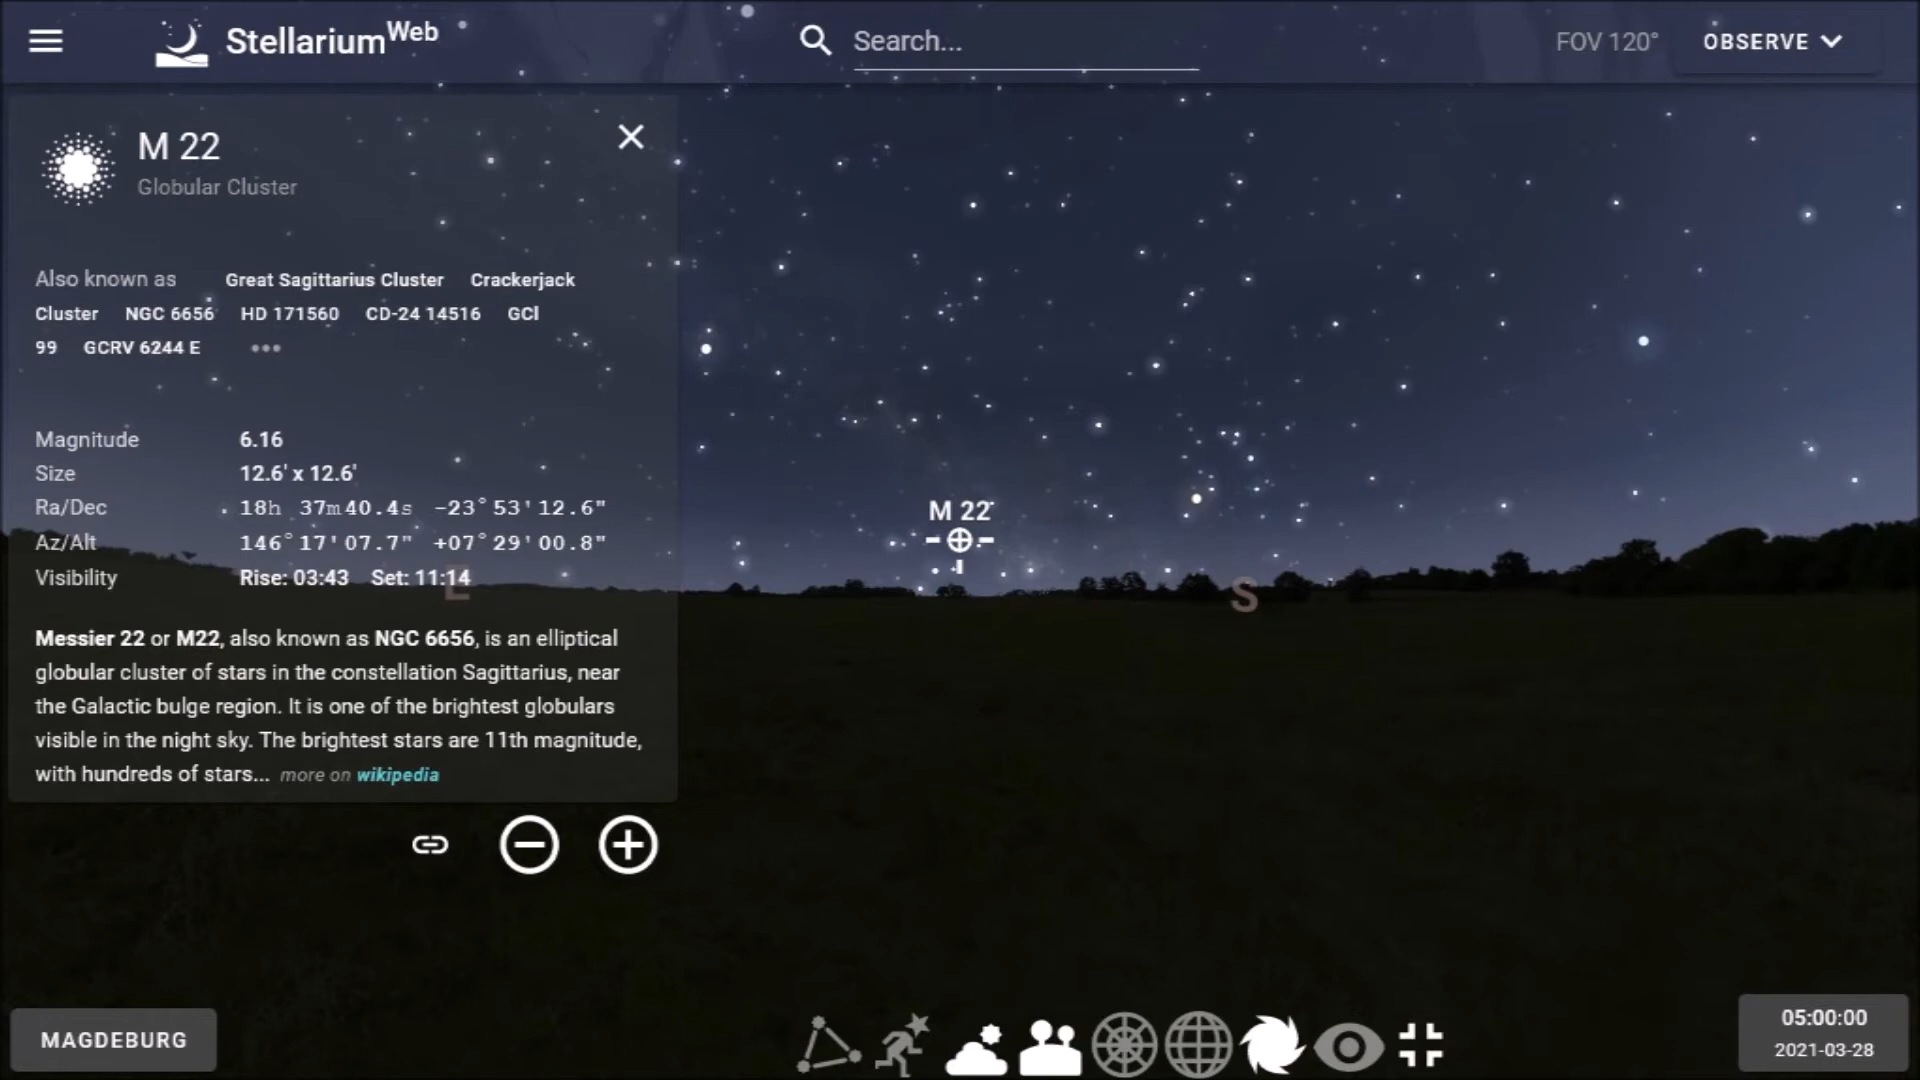 StellariumWeb
Search...
FOV 120°
OBSERVE
M 22
Globular Cluster
Also known as Great Sagittarius Cluster Crackerjack
Cluster NGC 6656 HD 171560 CD-24 14516 GCl
99 GCRV 6244 E •••
Magnitude 6.16
Size 12.6' x 12.6'
Ra/Dec 18h 37m40.4s -23°53'12.6"
Az/Alt 146°17'07.7" +07°29'00.8"
Visibility Rise: 03:43 Set: 11:14
Messier 22 or M22, also known as NGC 6656, is an elliptical
globular cluster of stars in the constellation Sagittarius, near
the Galactic bulge region. It is one of the brightest globulars
visible in the night sky. The brightest stars are 11th magnitude,
with hundreds of stars... more on wikipedia
M 22
E
S
MAGDEBURG
05:00:00
2021-03-28